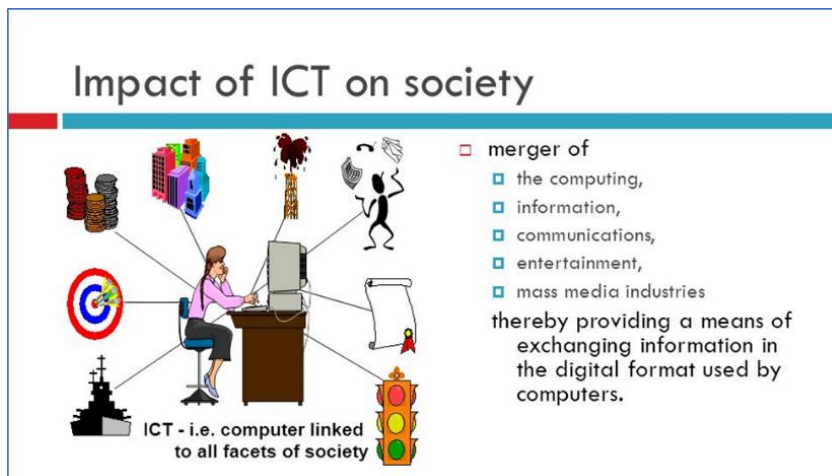 Impact of ICT on society
merger of
the computing,
information,
communications,
entertainment,
mass media industries
thereby providing a means of
exchanging information in
the digital format used by
computers.
ICT - i.e. computer linked
to all facets of society